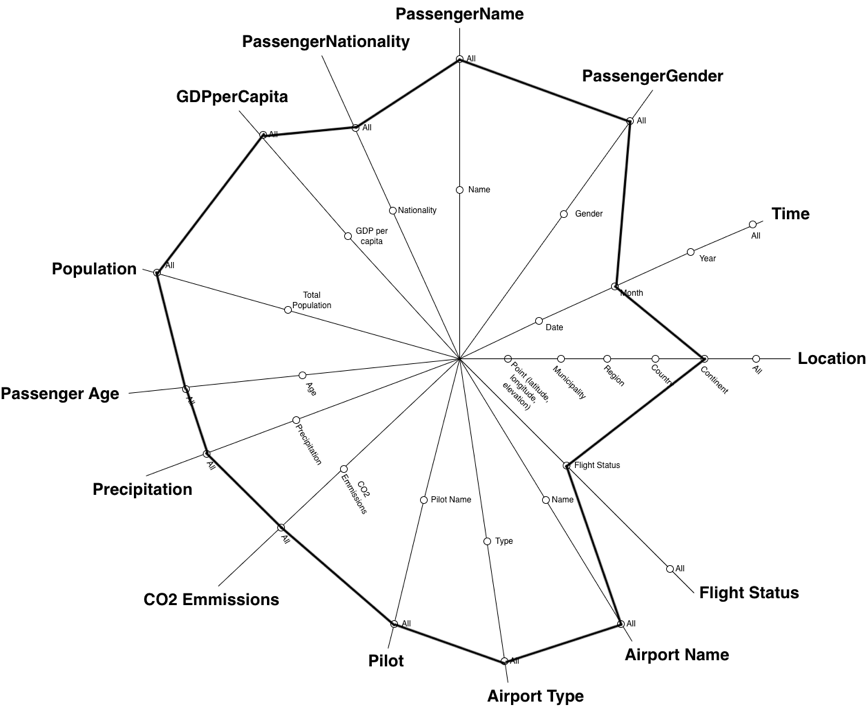 PassengerName
PassengerNationality
All
PassengerGender
GDPperCapita
All
All
All
Name
Nationality
Gender
Time
All
GDP per
capita
Year
Population
All
Month
Total
Population
Date
Location
Point (latitude,
longitude,
elevation)
Municipality
Region
Country
Continent
All
Passenger Age
All
Age
Precipitation
All
Precipitation
CO2
Emmissions
Flight Status
Pilot Name
Name
All
Type
All
Flight Status
CO2 Emmissions
All
All
Pilot
Airport Name
All
Airport Type